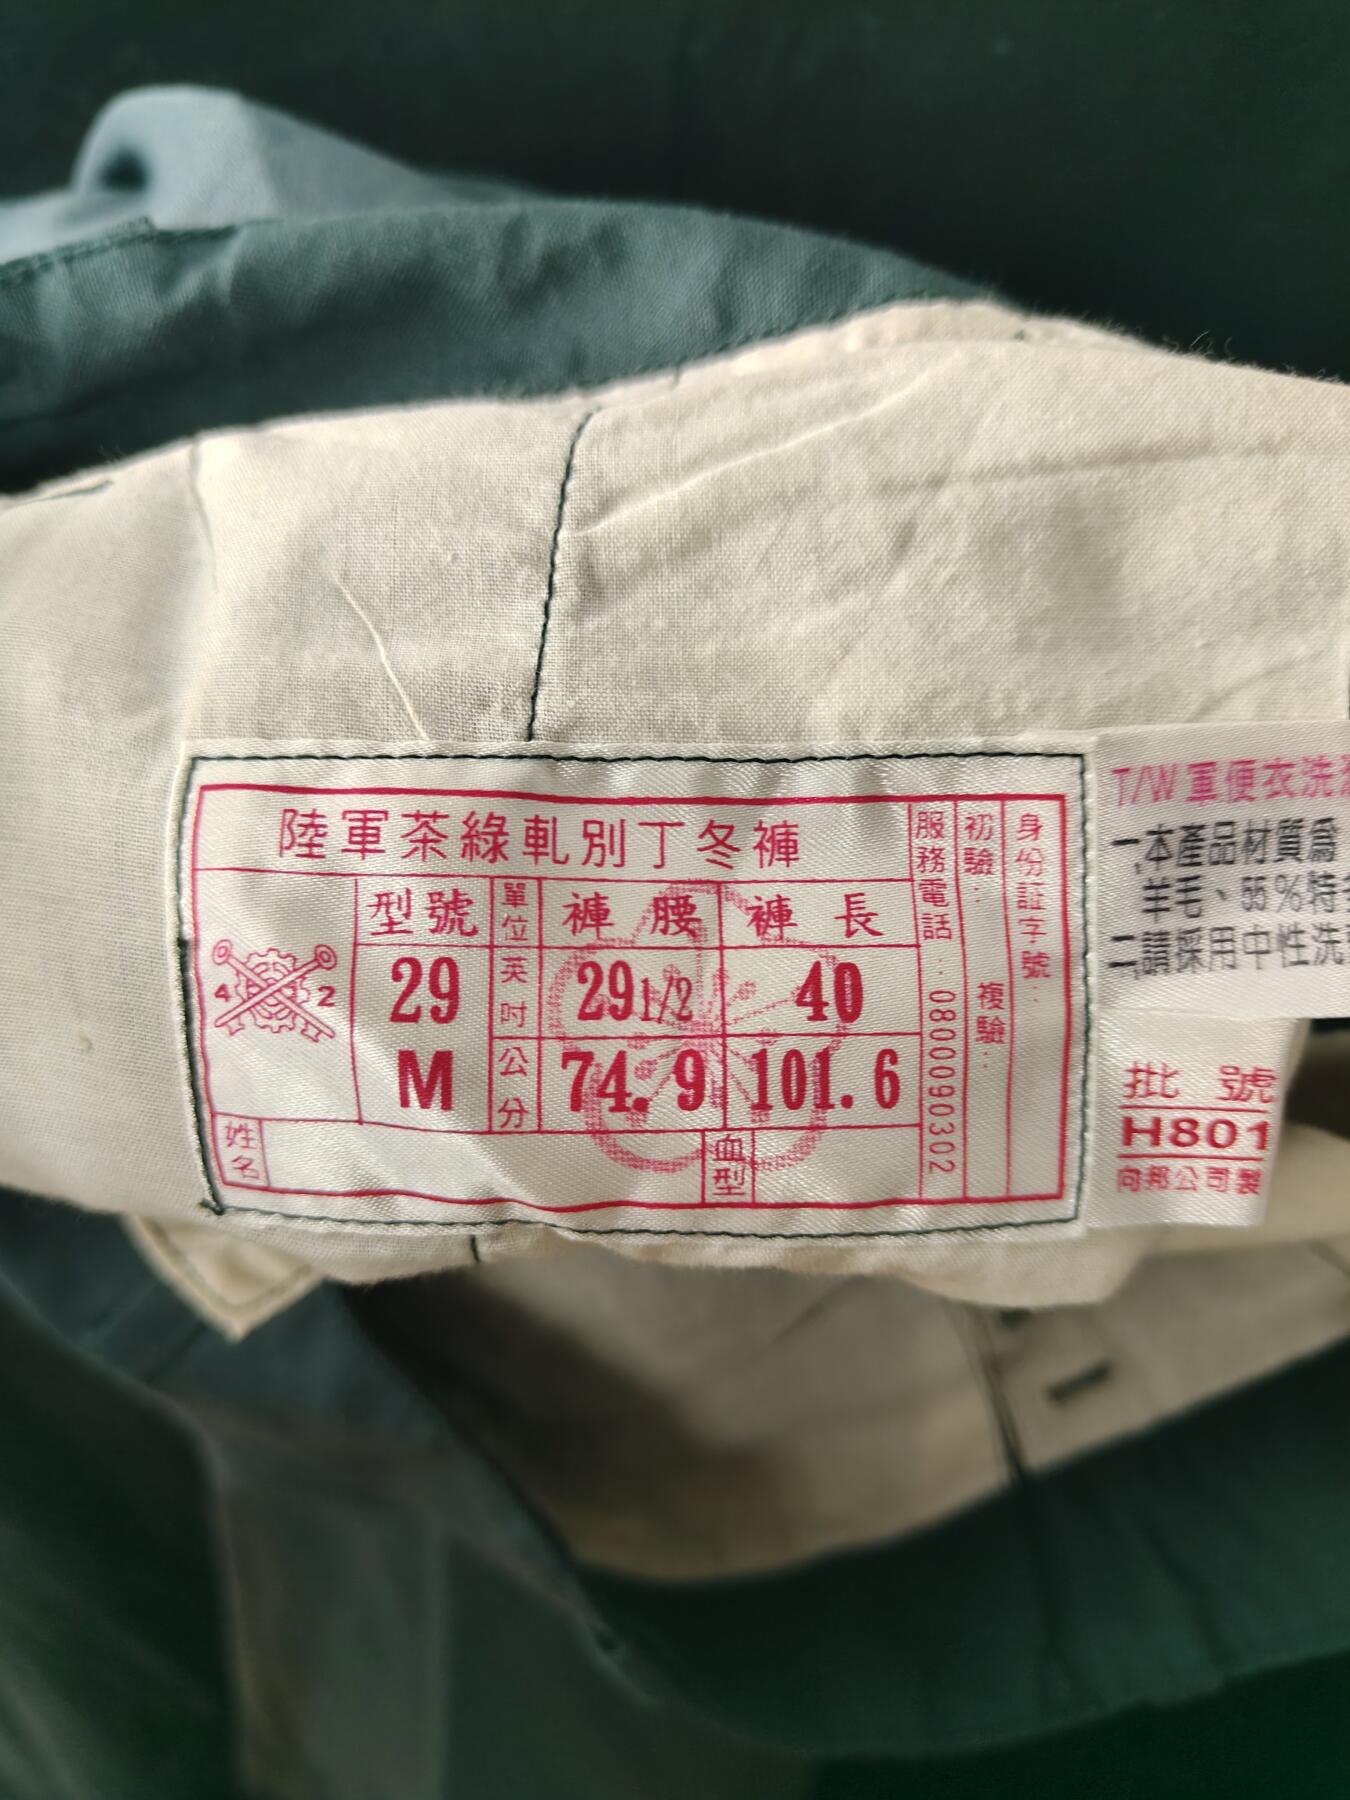 陸軍茶綠軋別丁冬褲
型號 單位 褲腰 褲長
29 英吋 29 1/2 40
M 公分 74.9 101.6
4 2
姓名 血型
服務電話：0800090302
初驗： 複驗：
身份証字號：
T/W軍便衣洗
一、本產品材質為
羊毛、55%特多
二、請採用中性洗
批號
H801
向邦公司製